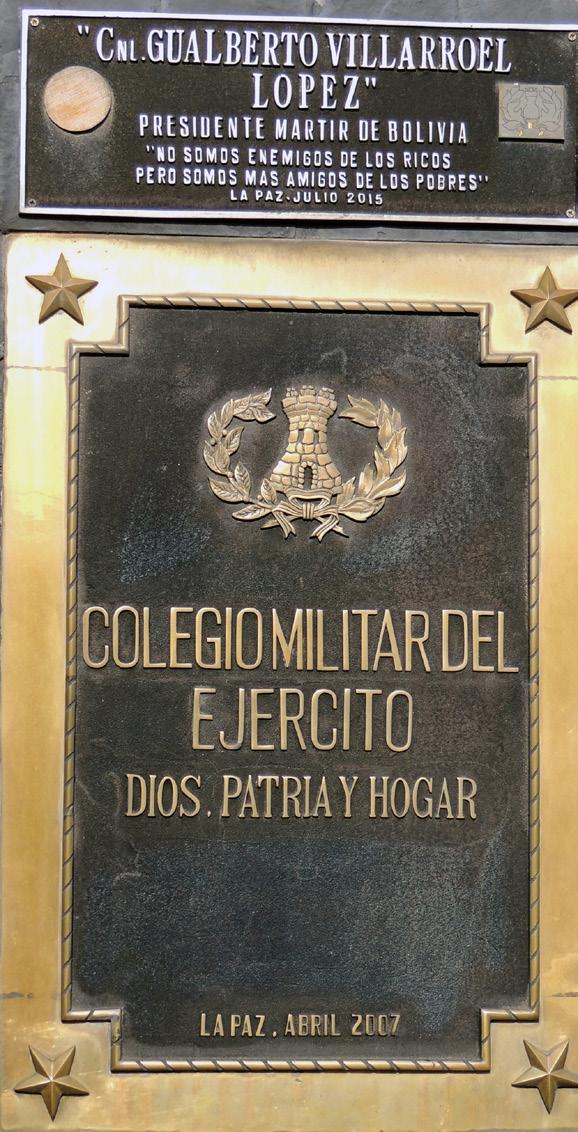 "CNL.GUALBERTO VILLARROEL
LOPEZ"
PRESIDENTE MARTIR DE BOLIVIA
"NO SOMOS ENEMIGOS DE LOS RICOS
PERO SOMOS MAS AMIGOS DE LOS POBRES"
LA PAZ.JULIO 2015
COLEGIO MILITAR DEL
EJERCITO
DIOS. PATRIA Y HOGAR
LA PAZ. ABRIL 2007